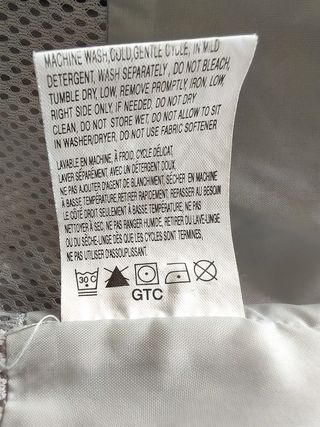 MACHINE WASH,COLD,GENTLE CYCLE, IN MILD
DETERGENT, WASH SEPARATELY, DO NOT BLEACH,
TUMBLE DRY, LOW, REMOVE PROMPTLY, IRON, LOW,
RIGHT SIDE ONLY, IF NEEDED. DO NOT DRY
CLEAN, DO NOT STORE WET, DO NOT ALLOW TO SIT
IN WASHER/DRYER, DO NOT USE FABRIC SOFTENER
LAVABLE EN MACHINE, À FROID, CYCLE DÉLICAT.
LAVER SÉPARÉMENT, AVEC UN DÉTERGENT DOUX.
NE PAS AJOUTER D'AGENT DE BLANCHIMENT, SÉCHER EN MACHINE
À BASSE TEMPÉRATURE, RETIRER RAPIDEMENT, REPASSER AU BESOIN
LE CÔTÉ DROIT SEULEMENT À BASSE TEMPÉRATURE, NE PAS
NETTOYER À SEC, NE PAS RANGER HUMIDE, RETIRER DU LAVE-LINGE
OU DU SÈCHE-LINGE DÈS QUE LES CYCLES SONT TERMINÉS,
NE PAS UTILISER D'ASSOUPLISSANT.
30
GTC